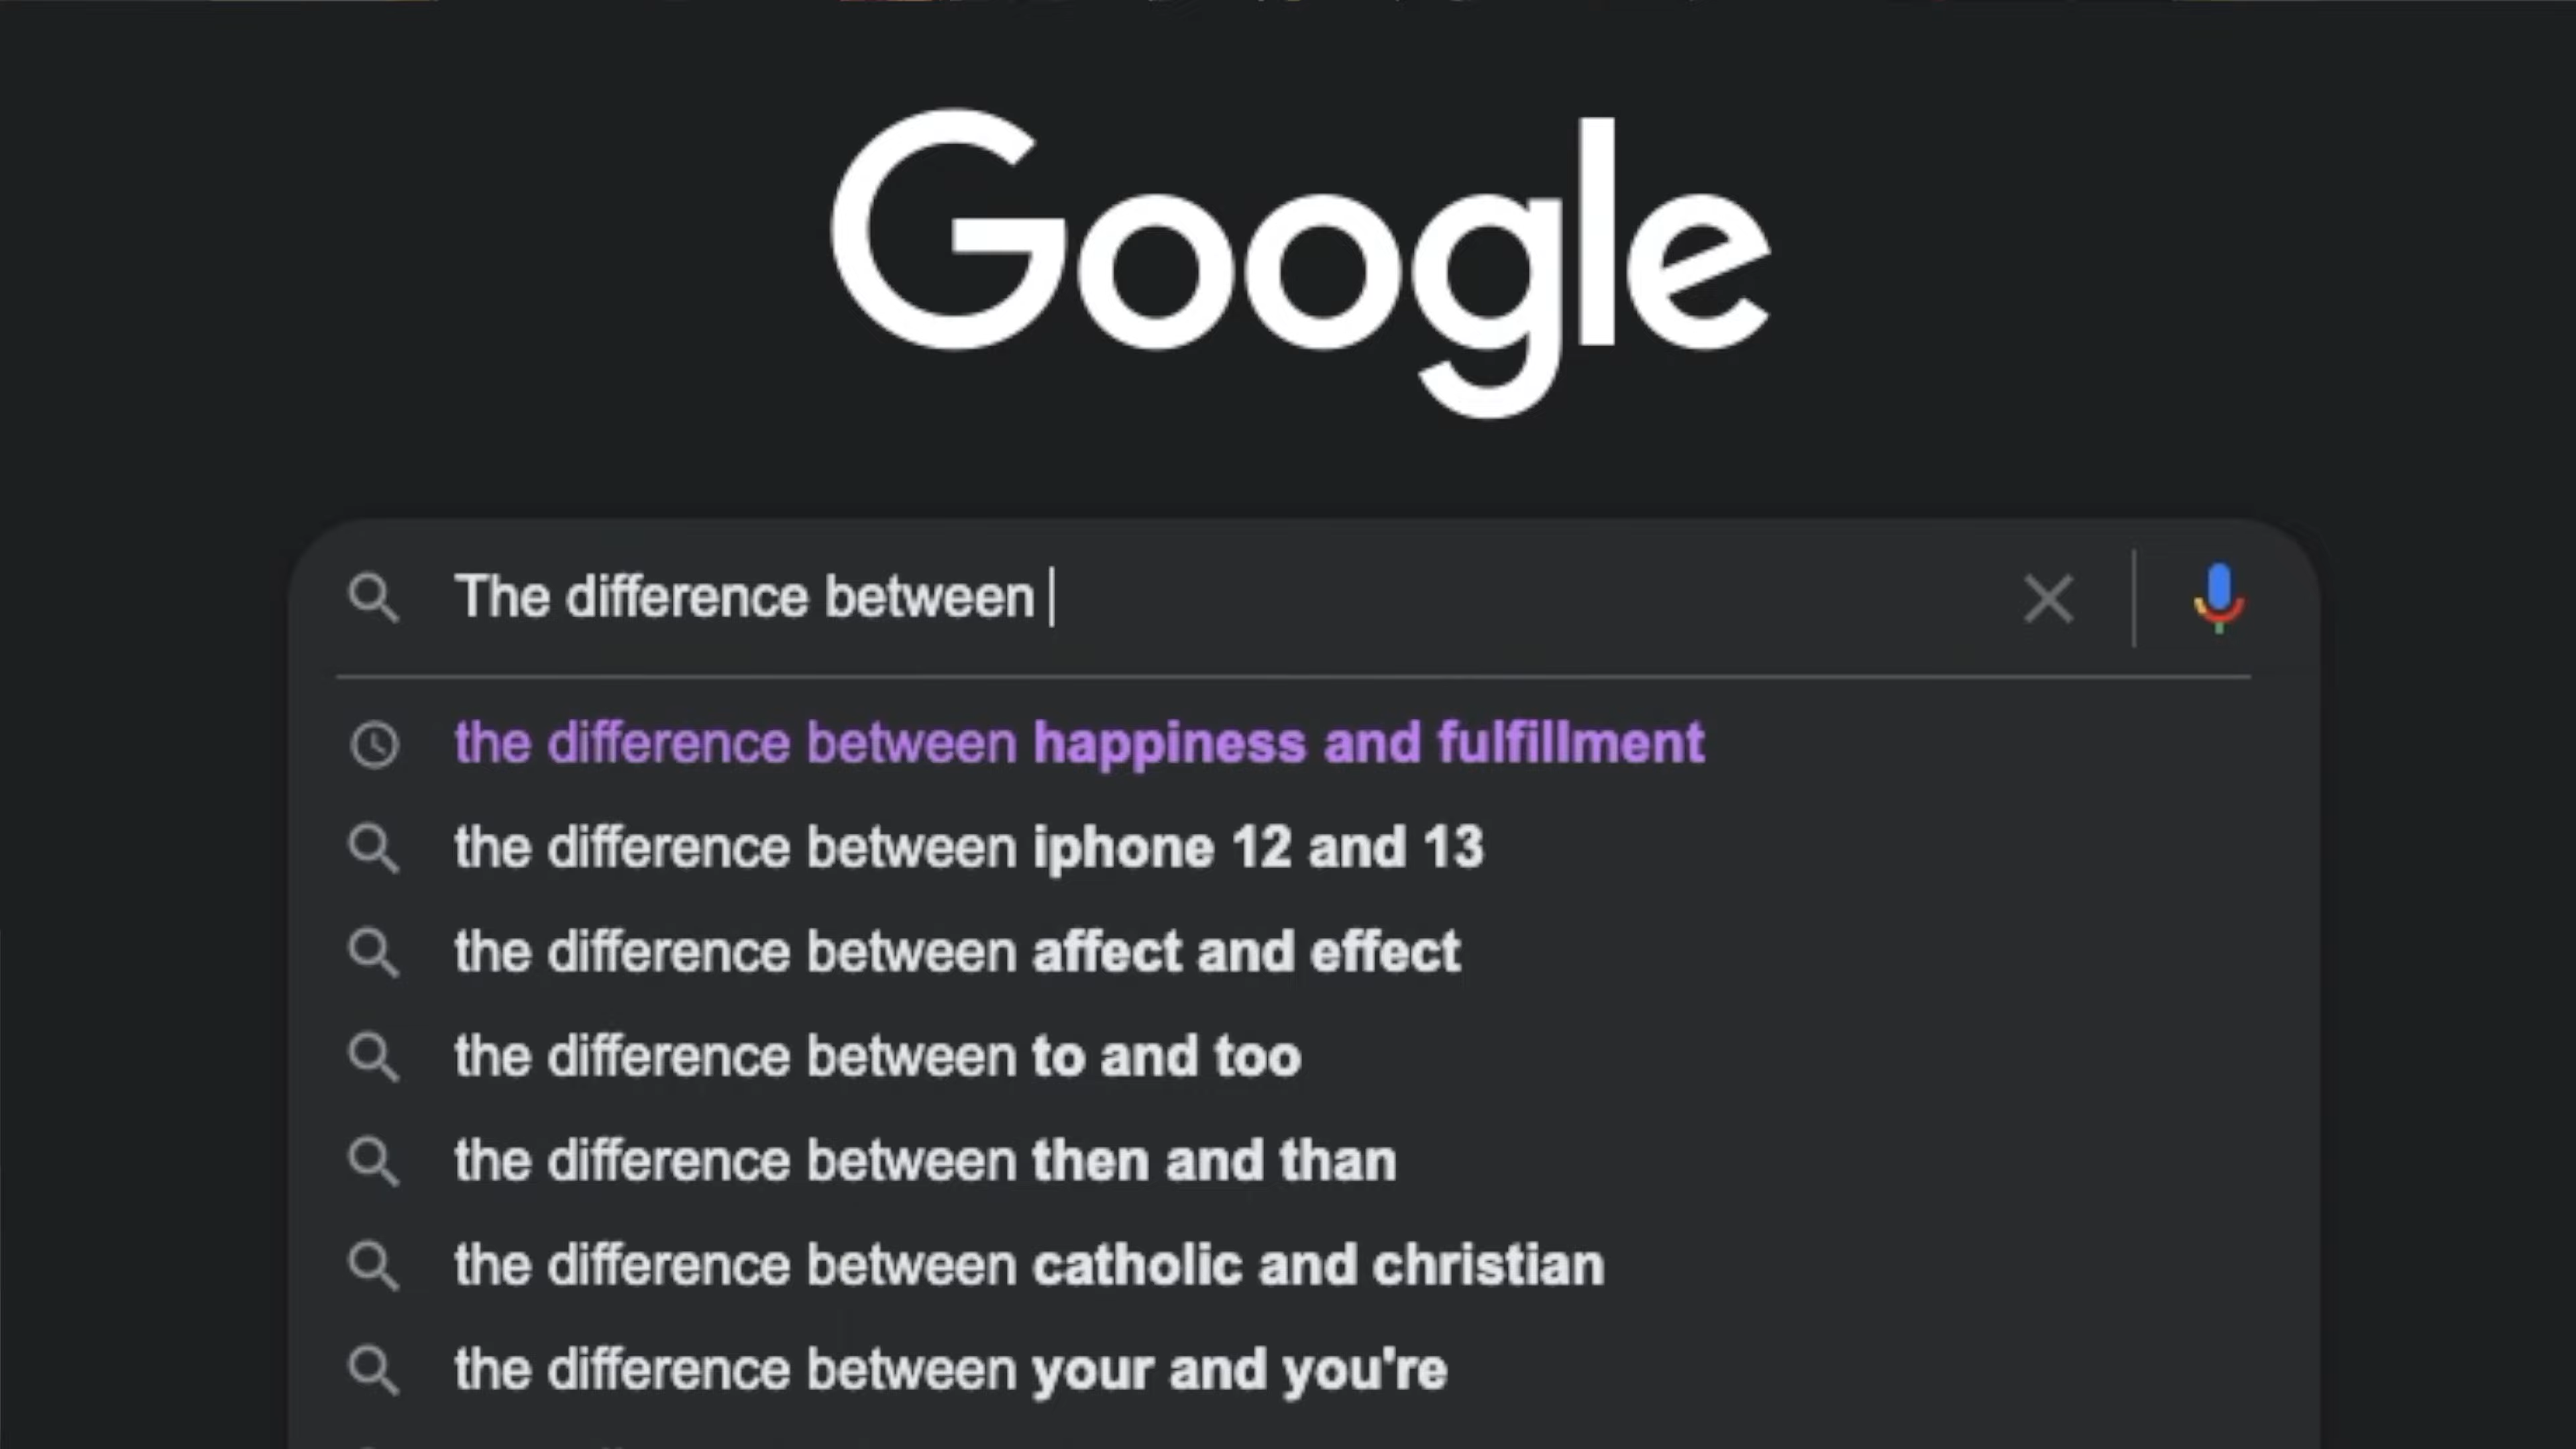 Google
The difference between
the difference between happiness and fulfillment
the difference between iphone 12 and 13
the difference between affect and effect
the difference between to and too
the difference between then and than
the difference between catholic and christian
the difference between your and you're